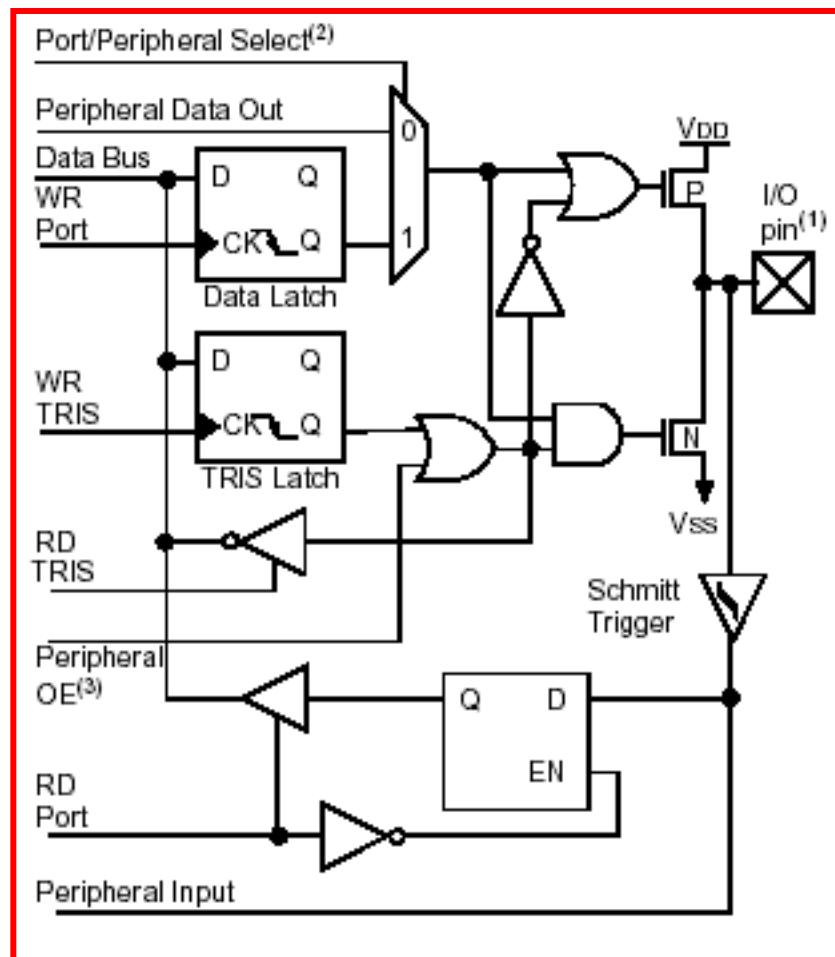 Port/Peripheral Select(2)
Peripheral Data Out
0
VDD
Data Bus
D Q
P
I/O
pin(1)
WR
Port
CK Q
1
Data Latch
D Q
WR
TRIS
CK Q
N
TRIS Latch
VSS
RD
TRIS
Schmitt
Trigger
Peripheral
OE(3)
Q D
EN
RD
Port
Peripheral Input